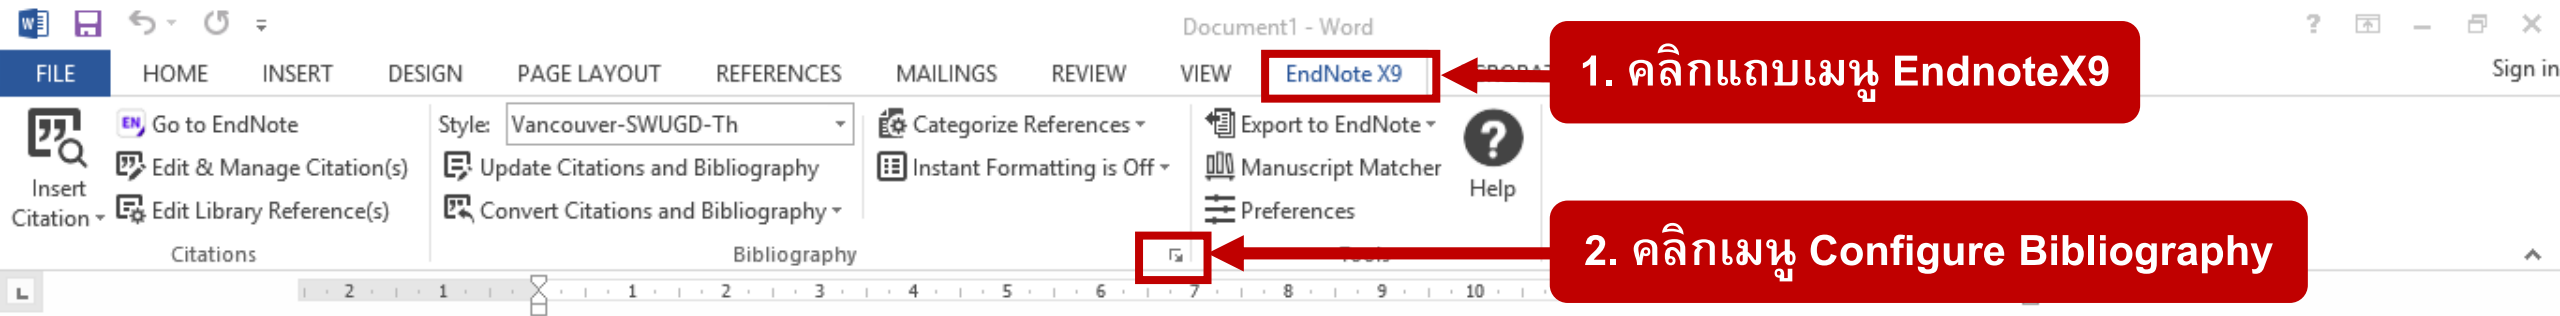 Document1 - Word
FILE HOME INSERT DESIGN PAGE LAYOUT REFERENCES MAILINGS REVIEW VIEW EndNote X9
Sign in
1. คลิกแถบเมนู EndnoteX9
Insert
Citation
Go to EndNote
Edit & Manage Citation(s)
Edit Library Reference(s)
Citations
Style: Vancouver-SWUGD-Th
Update Citations and Bibliography
Convert Citations and Bibliography
Categorize References
Instant Formatting is Off
Bibliography
Export to EndNote
Manuscript Matcher
Preferences
Help
2. คลิกเมนู Configure Bibliography
2 1 1 2 3 4 5 6 7 8 9 10